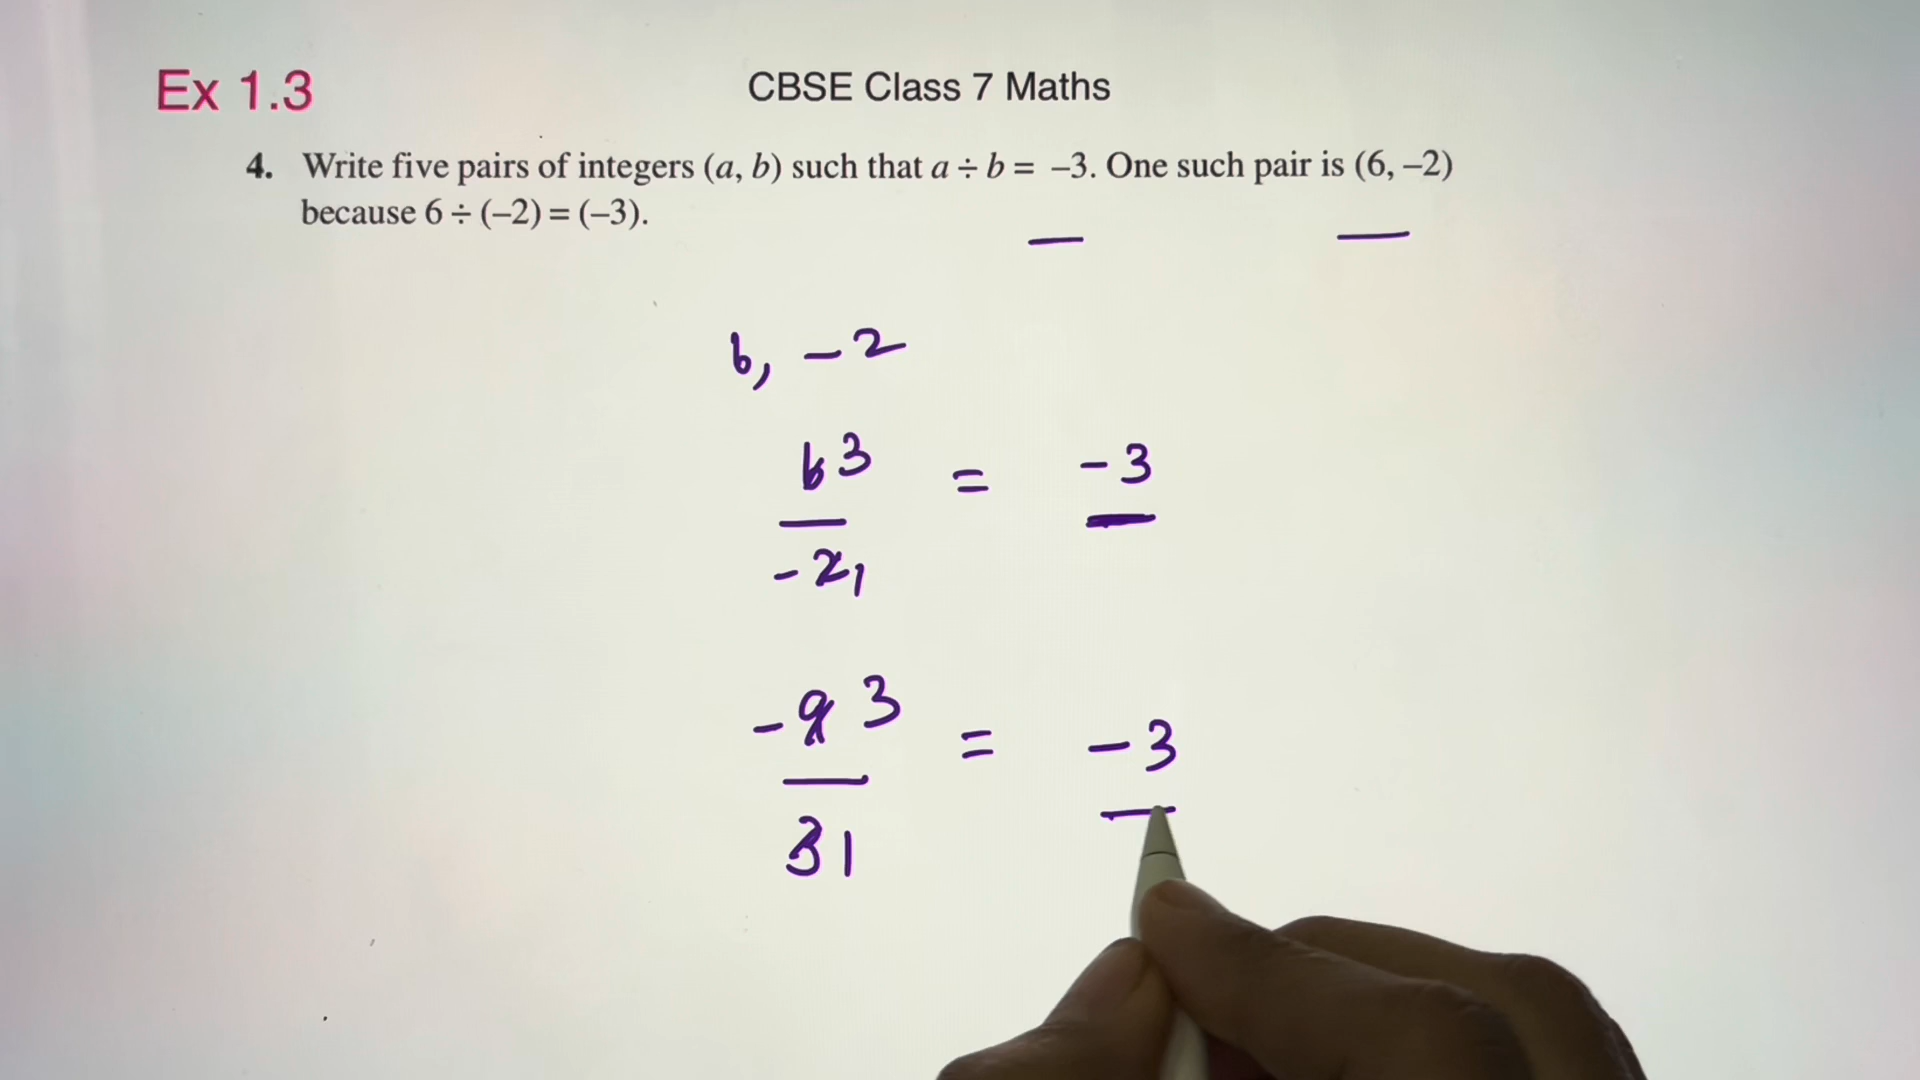 Ex 1.3
CBSE Class 7 Maths
4. Write five pairs of integers (a, b) such that a ÷ b = –3. One such pair is (6, –2)
because 6 ÷ (–2) = (–3).
6, -2
6 3 = -3
-2 1
-9 3 = -3
3 1